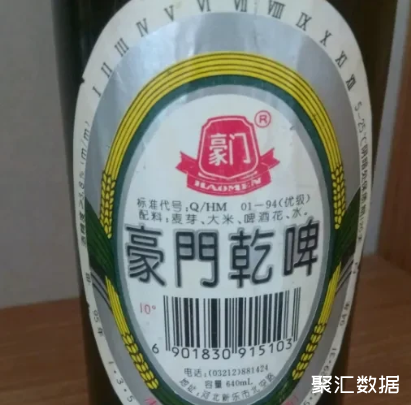 I II III IV V VI VII VIII IX X XI
豪门
®
HAOMEN
标准代号:Q/HM 01-94(优级)
配料:麦芽、大米、啤酒花、水。
豪門乾啤
10°
6 901830 915103
电话:(03212)881424
容量 640ml
聚汇数据